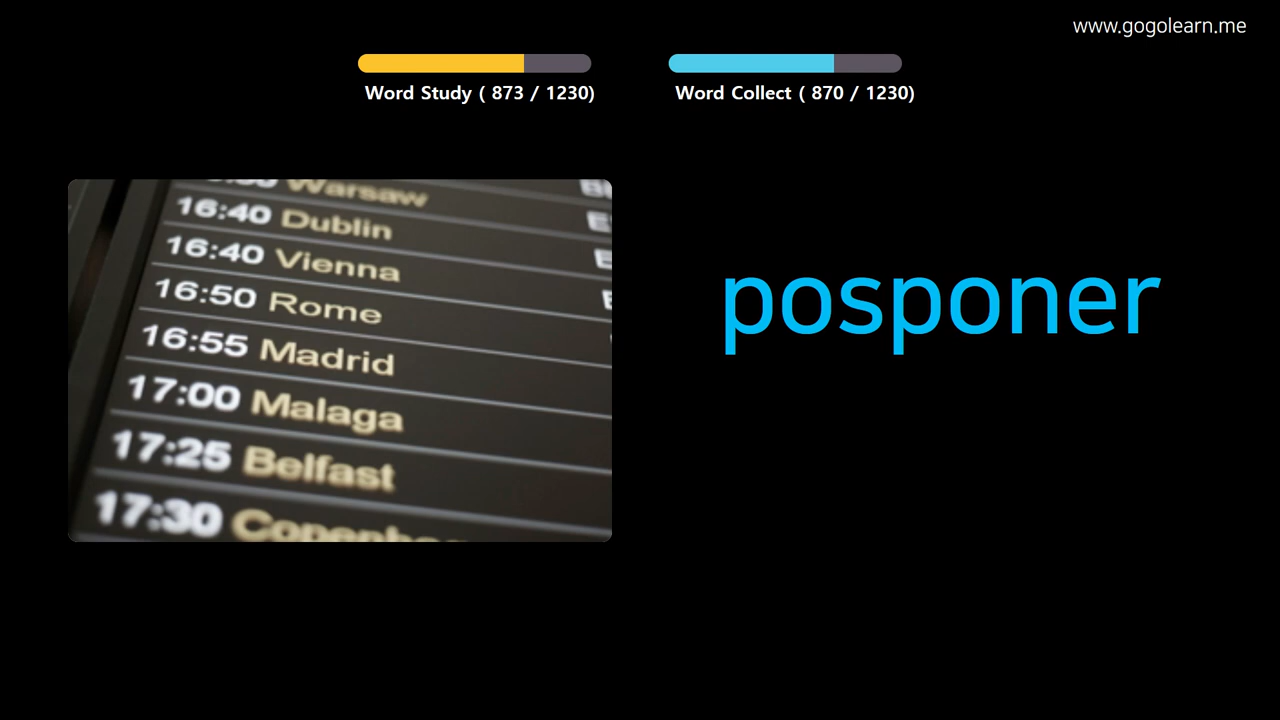 www.gogolearn.me
Word Study ( 873 / 1230)
Word Collect ( 870 / 1230)
Warsaw
16:40 Dublin
16:40 Vienna
16:50 Rome
16:55 Madrid
17:00 Malaga
17:25 Belfast
17:30
posponer